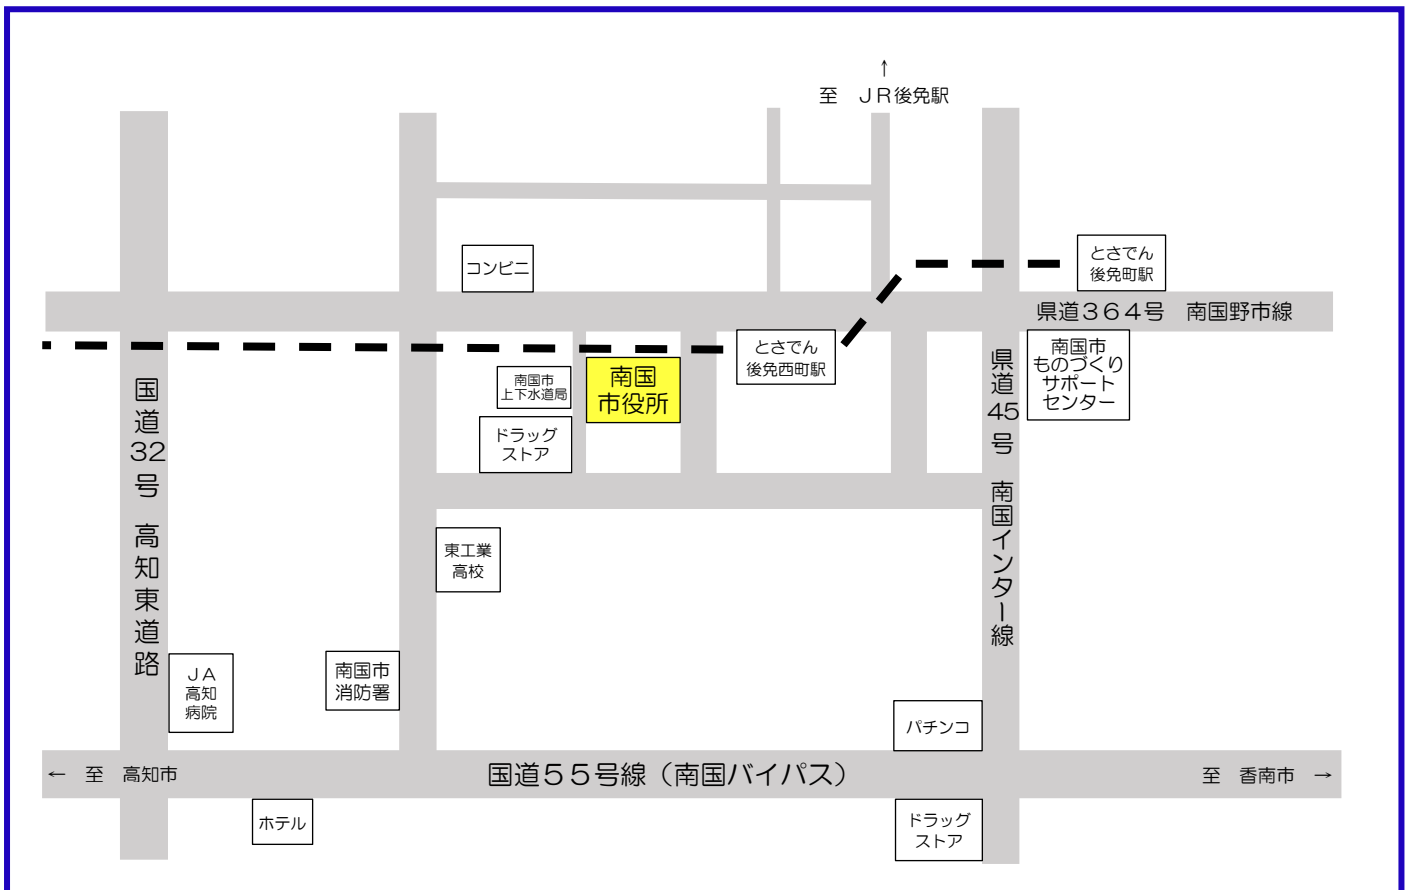 ↑
至　ＪＲ後免駅
コンビニ
とさでん
後免町駅
県道３６４号　南国野市線
とさでん
後免西町駅
南国市
ものづくり
サポート
センター
南国
市役所
南国市
上下水道局
ドラッグ
ストア
国道32号　高知東道路
県道45号　南国インター線
東工業
高校
ＪＡ
高知
病院
南国市
消防署
パチンコ
←　至　高知市
国道５５号線（南国バイパス）
至　香南市　→
ホテル
ドラッグ
ストア